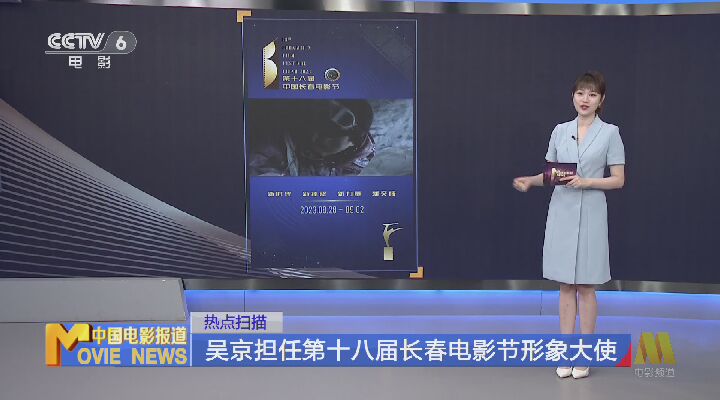 CCTV 6
电影
第十八届
中国长春电影节
2023.08.28 - 09.02
热点扫描
中国电影报道
MOVIE NEWS
吴京担任第十八届长春电影节形象大使
电影频道